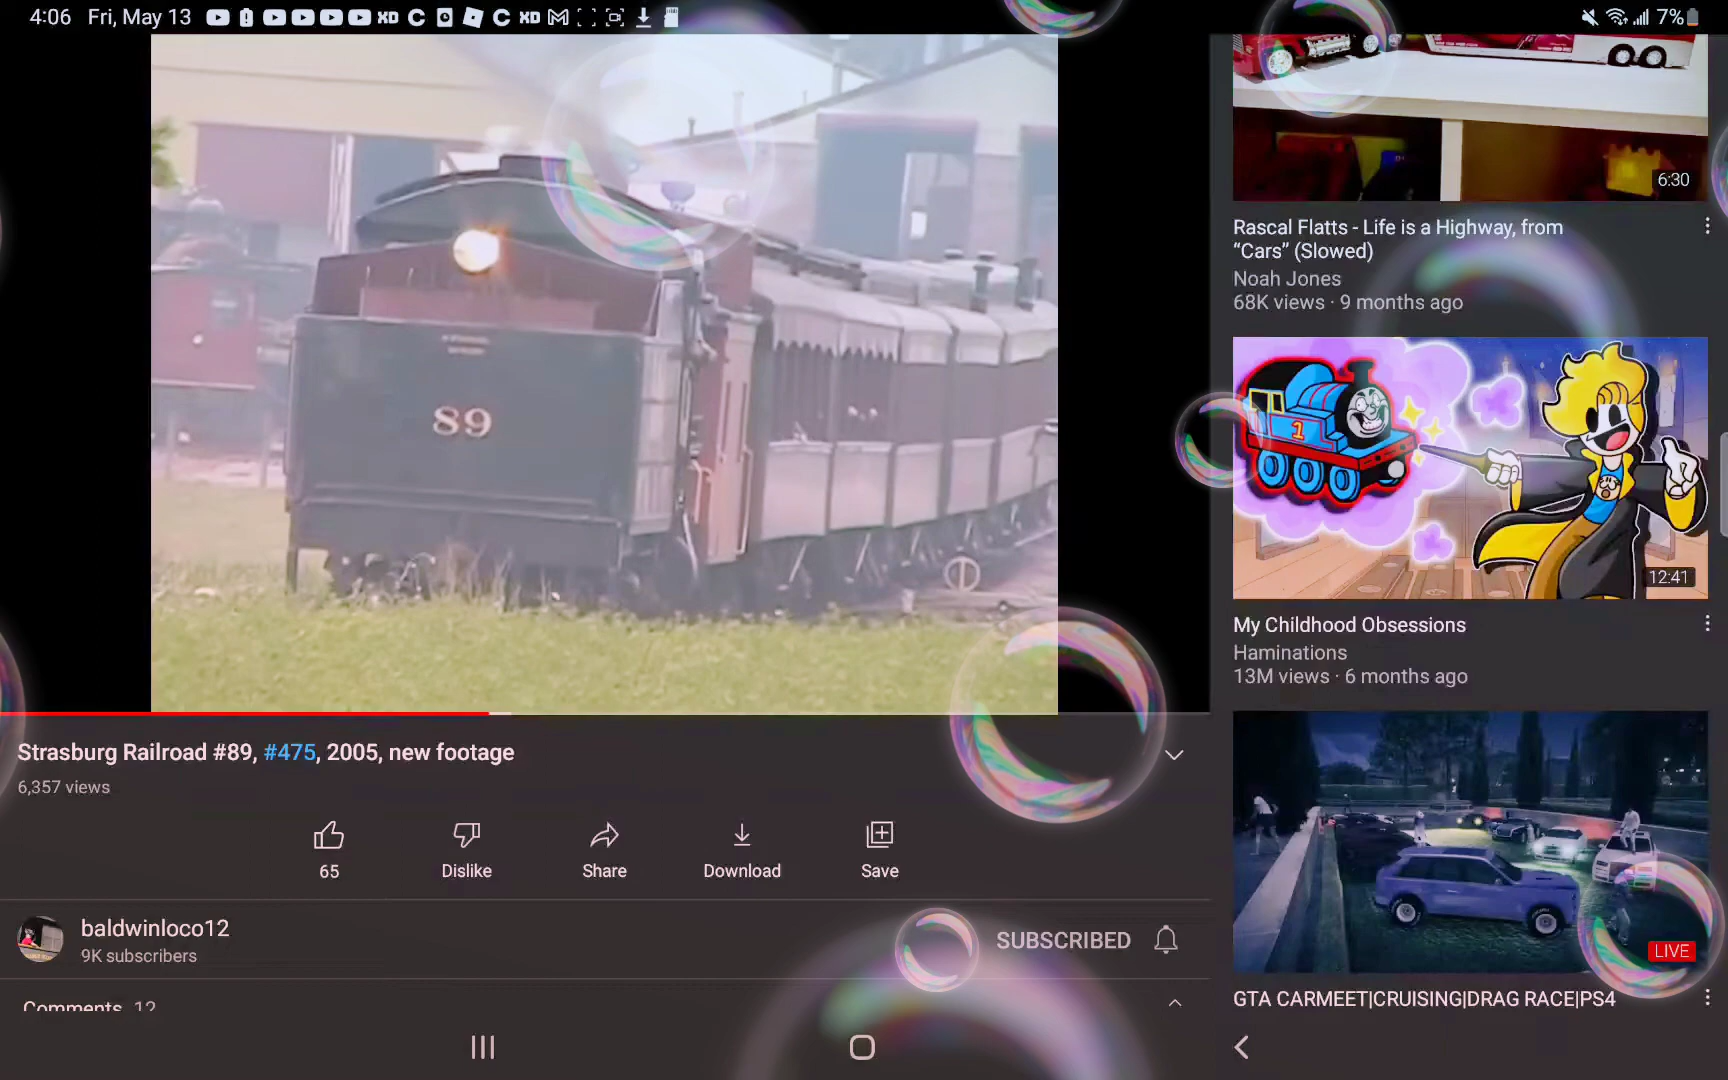 4:06 Fri, May 13
7%
89
6:30
Rascal Flatts - Life is a Highway, from
“Cars” (Slowed)
Noah Jones
68K views · 9 months ago
1
12:41
My Childhood Obsessions
Haminations
13M views · 6 months ago
LIVE
GTA CARMEET|CRUISING|DRAG RACE|PS4
Strasburg Railroad #89, #475, 2005, new footage
6,357 views
65
Dislike
Share
Download
Save
baldwinloco12
9K subscribers
SUBSCRIBED
Comments 12